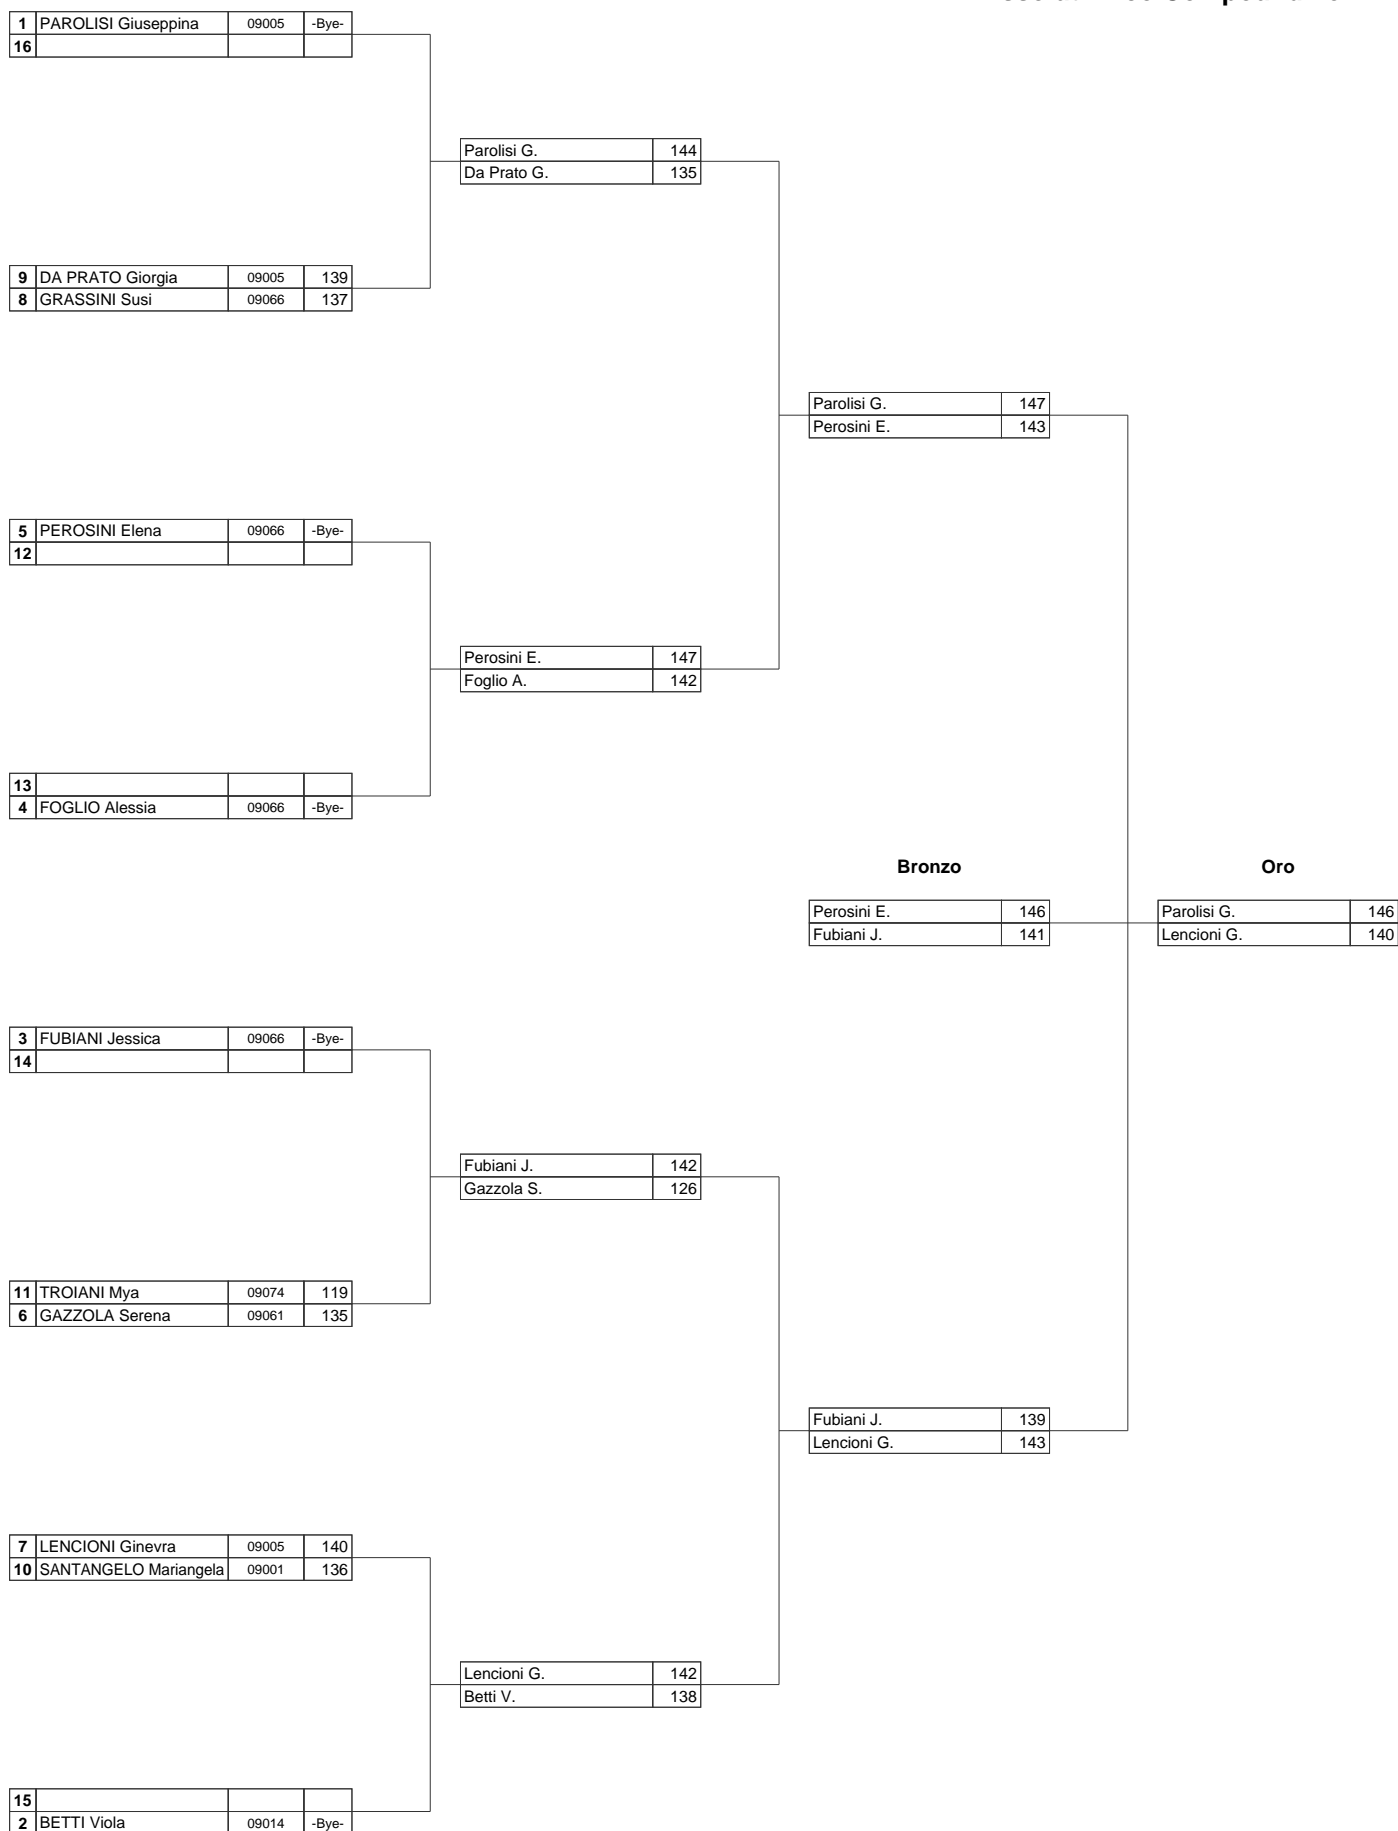 1 PAROLISI Giuseppina 09005 -Bye-
16
Parolisi G. 144
Da Prato G. 135
9 DA PRATO Giorgia 09005 139
8 GRASSINI Susi 09066 137
Parolisi G. 147
Perosini E. 143
5 PEROSINI Elena 09066 -Bye-
12
Perosini E. 147
Foglio A. 142
13
4 FOGLIO Alessia 09066 -Bye-
Bronzo Oro
Perosini E. 146 Parolisi G. 146
Fubiani J. 141 Lencioni G. 140
3 FUBIANI Jessica 09066 -Bye-
14
Fubiani J. 142
Gazzola S. 126
11 TROIANI Mya 09074 119
6 GAZZOLA Serena 09061 135
Fubiani J. 139
Lencioni G. 143
7 LENCIONI Ginevra 09005 140
10 SANTANGELO Mariangela 09001 136
Lencioni G. 142
Betti V. 138
15
2 BETTI Viola 09014 -Bye-